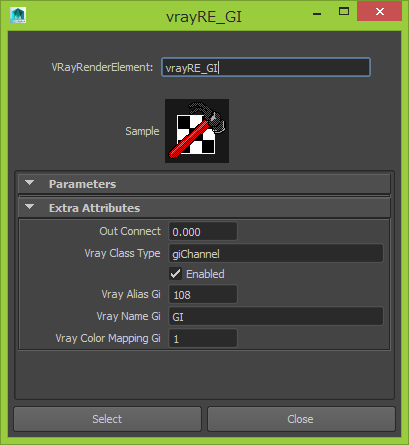 vrayRE_GI
VRayRenderElement: vrayRE_GI
Sample
Parameters
Extra Attributes
Out Connect 0.000
Vray Class Type giChannel
Enabled
Vray Alias Gi 108
Vray Name Gi GI
Vray Color Mapping Gi 1
Select Close